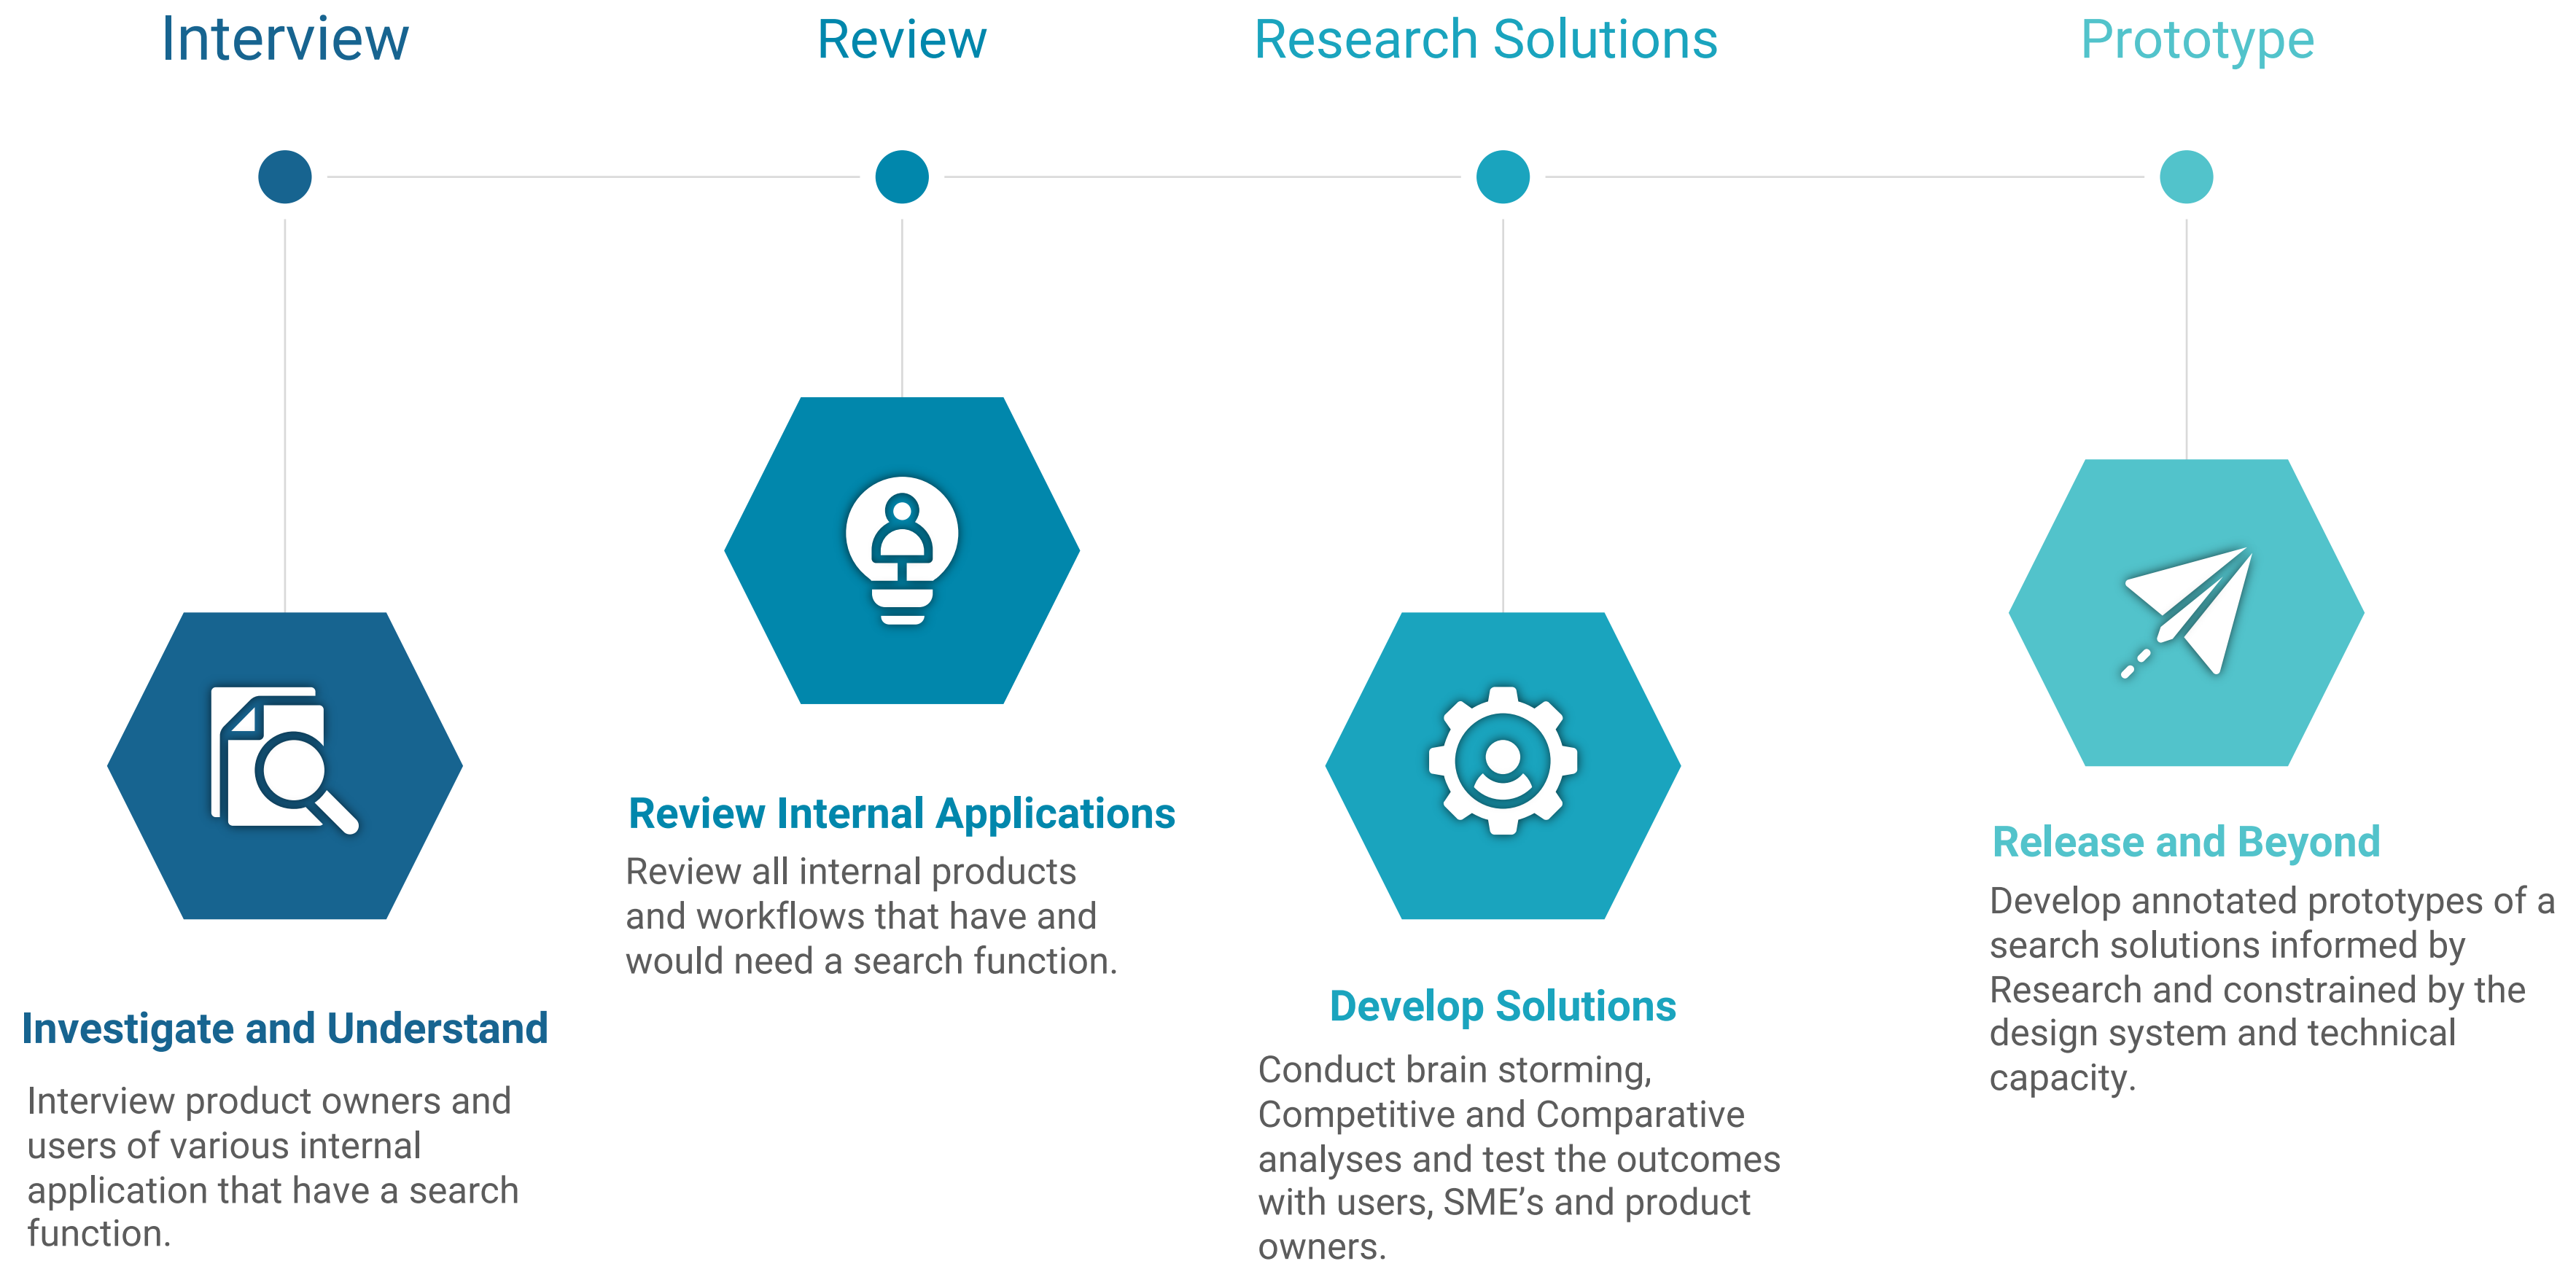 Interview
Review
Research Solutions
Prototype
Investigate and Understand
Interview product owners and
users of various internal
application that have a search
function.
Review Internal Applications
Review all internal products
and workflows that have and
would need a search function.
Develop Solutions
Conduct brain storming,
Competitive and Comparative
analyses and test the outcomes
with users, SME’s and product
owners.
Release and Beyond
Develop annotated prototypes of a
search solutions informed by
Research and constrained by the
design system and technical
capacity.